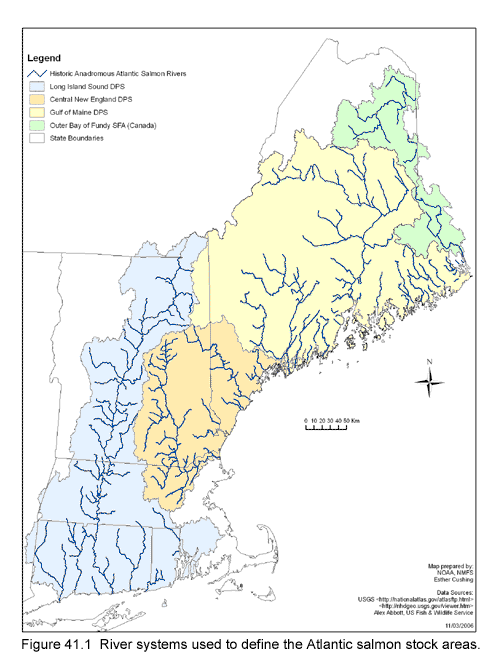 Legend
Historic Anadromous Atlantic Salmon Rivers
Long Island Sound DPS
Central New England DPS
Gulf of Maine DPS
Outer Bay of Fundy SFA (Canada)
State Boundaries
N
0 10 20 30 40 50 Km
Map prepared by:
NOAA, NMFS
Esther Cushing
Data Sources:
USGS <http://nationalatlas.gov/atlasftp.html>
<http://nhdgeo.usgs.gov/viewer.htm>
Alex Abbott, US Fish & Wildlife Service
11/03/2006
Figure 41.1 River systems used to define the Atlantic salmon stock areas.